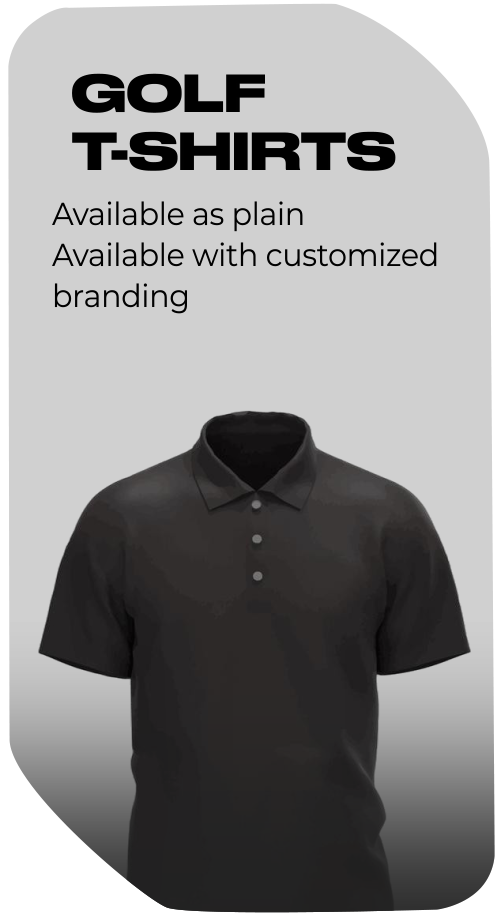 GOLF
T-SHIRTS
Available as plain
Available with customized
branding